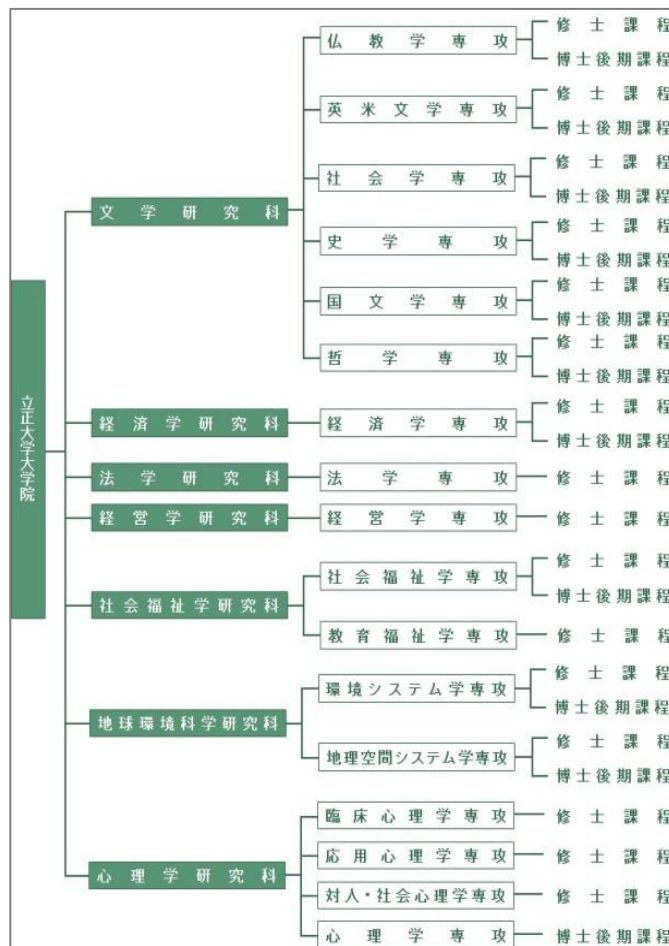 立正大学大学院
文学研究科
仏教学専攻
修士課程
博士後期課程
英米文学専攻
修士課程
博士後期課程
社会学専攻
修士課程
博士後期課程
史学専攻
修士課程
博士後期課程
国文学専攻
修士課程
博士後期課程
哲学専攻
修士課程
博士後期課程
経済学研究科
経済学専攻
修士課程
博士後期課程
法学研究科
法学専攻
修士課程
経営学研究科
経営学専攻
修士課程
社会福祉学研究科
社会福祉学専攻
修士課程
博士後期課程
教育福祉学専攻
修士課程
地球環境科学研究科
環境システム学専攻
修士課程
博士後期課程
地理空間システム学専攻
修士課程
博士後期課程
心理学研究科
臨床心理学専攻
修士課程
応用心理学専攻
修士課程
対人・社会心理学専攻
修士課程
心理学専攻
博士後期課程